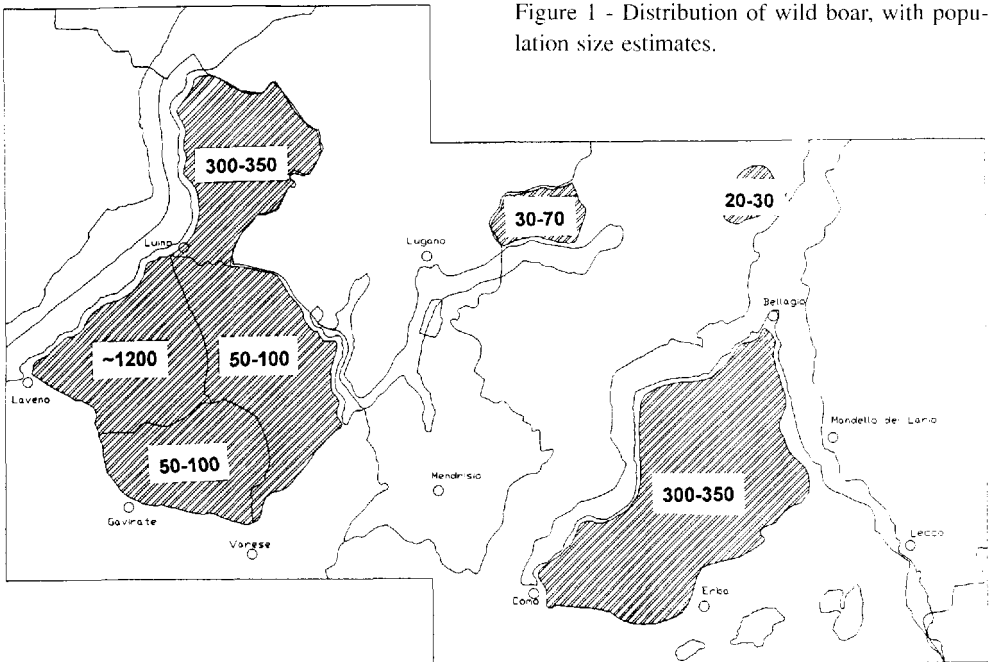 Figure 1 - Distribution of wild boar, with popu-
lation size estimates.
300-350
20-30
30-70
Luino
Lugano
Bellagio
~1200
50-100
Laveno
Mandello del Lario
50-100
Mendrisio
300-350
Gavirate
Varese
Lecco
Como
Erba